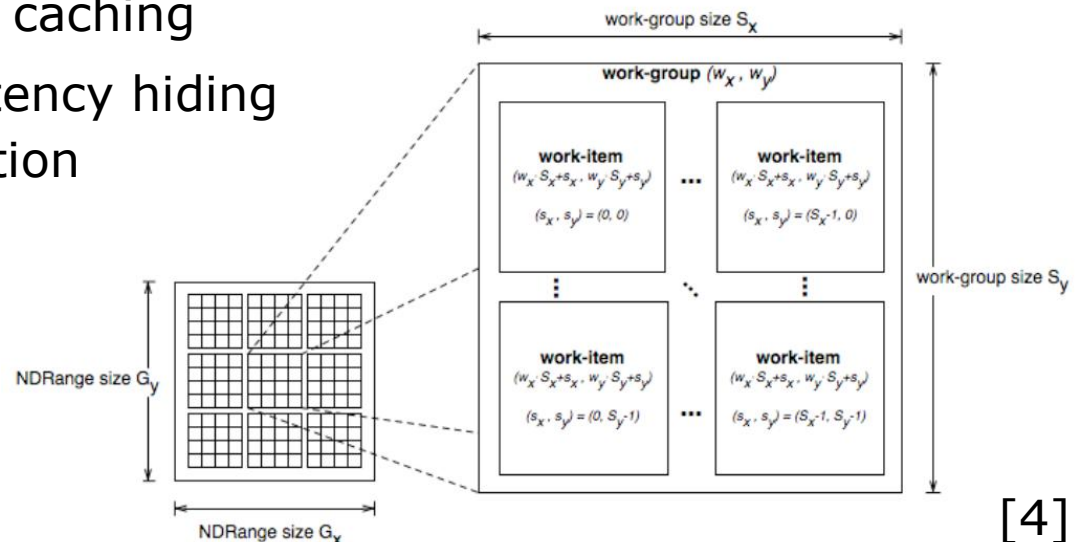 caching
tency hiding
tion
work-group size Sx
work-group (wx , wy)
work-item
(wx· Sx+sx , wy· Sy+sy)
(sx , sy) = (0, 0)
...
work-item
(wx· Sx+sx , wy· Sy+sy)
(sx , sy) = (Sx-1, 0)
work-group size Sy
work-item
(wx· Sx+sx , wy· Sy+sy)
(sx , sy) = (0, Sy-1)
...
work-item
(wx· Sx+sx , wy· Sy+sy)
(sx , sy) = (Sx-1, Sy-1)
NDRange size Gy
NDRange size Gx
[4]